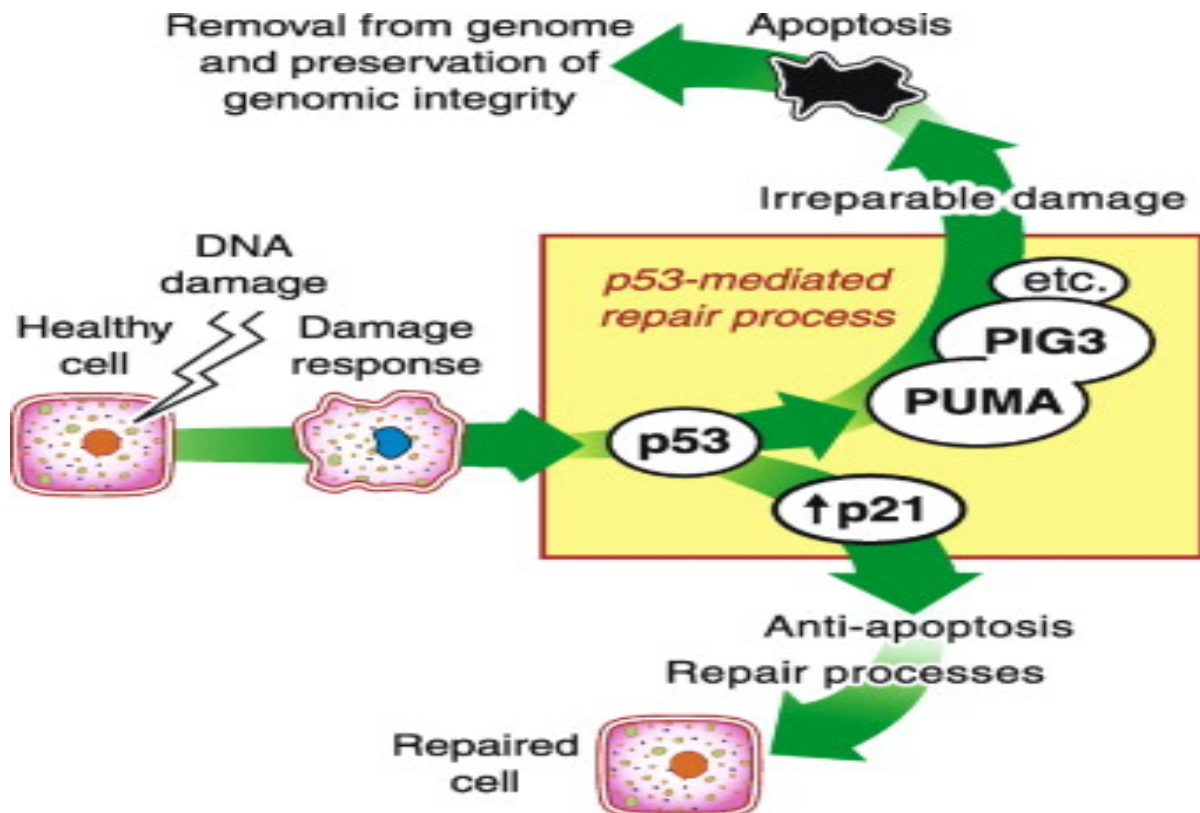 Removal from genome
and preservation of
genomic integrity
Apoptosis
Irreparable damage
DNA
damage
Healthy
cell
Damage
response
p53-mediated
repair process
etc.
PIG3
PUMA
p53
↑p21
Anti-apoptosis
Repair processes
Repaired
cell